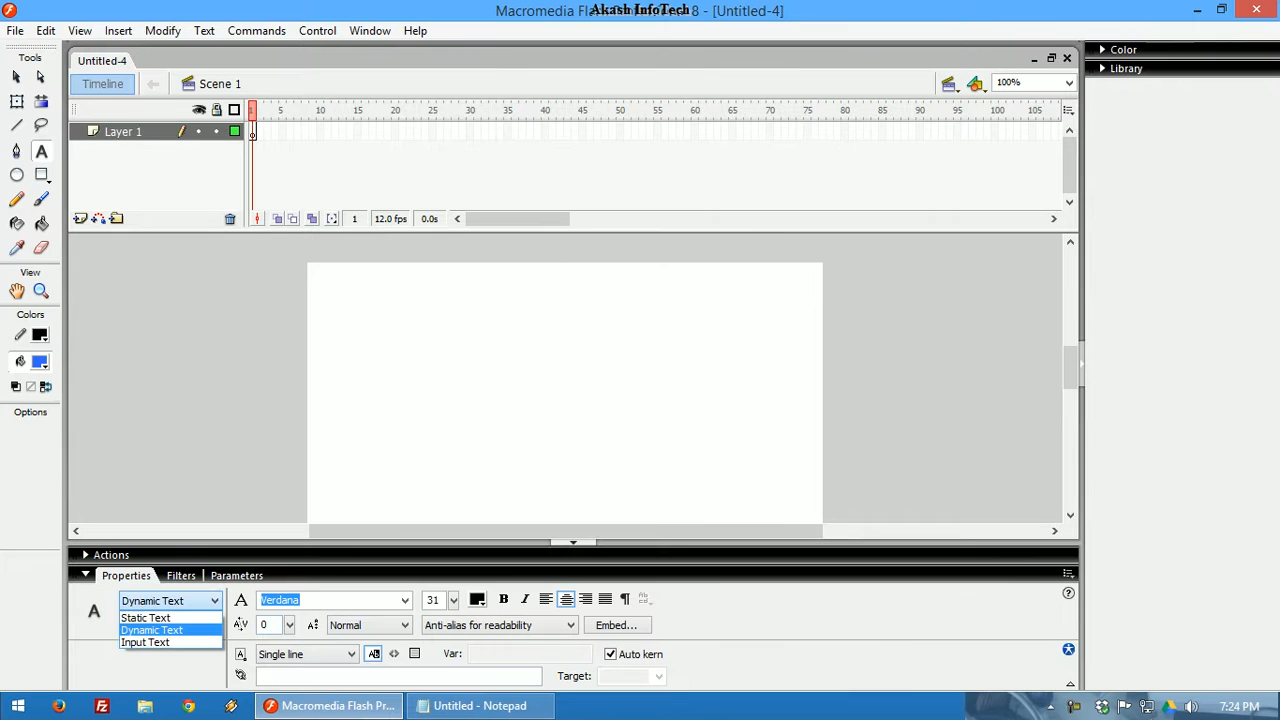 Macromedia Fla
Akash InfoTech
8 - [Untitled-4]
File Edit View Insert Modify Text Commands Control Window Help
Tools
Untitled-4
Timeline
Scene 1
100%
Color
Library
5 10 15 20 25 30 35 40 45 50 55 60 65 70 75 80 85 90 95 100 105
Layer 1
1 12.0 fps 0.0s
View
Colors
Options
Actions
Properties Filters Parameters
Dynamic Text
Verdana
31
Static Text
Dynamic Text
Input Text
0
Normal
Anti-alias for readability
Embed...
Single line
Var:
Auto kern
Target:
Macromedia Flash Pr...
Untitled - Notepad
7:24 PM